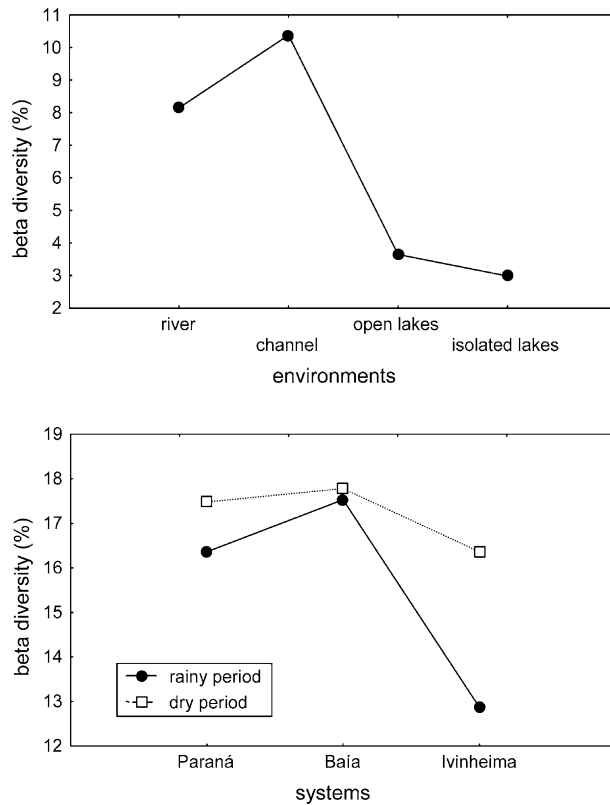 11
10
9
8
7
6
5
4
3
2
beta diversity (%)
river
open lakes
channel
isolated lakes
environments
19
18
17
16
15
14
13
12
beta diversity (%)
rainy period
dry period
Paraná
Baía
Ivinheima
systems